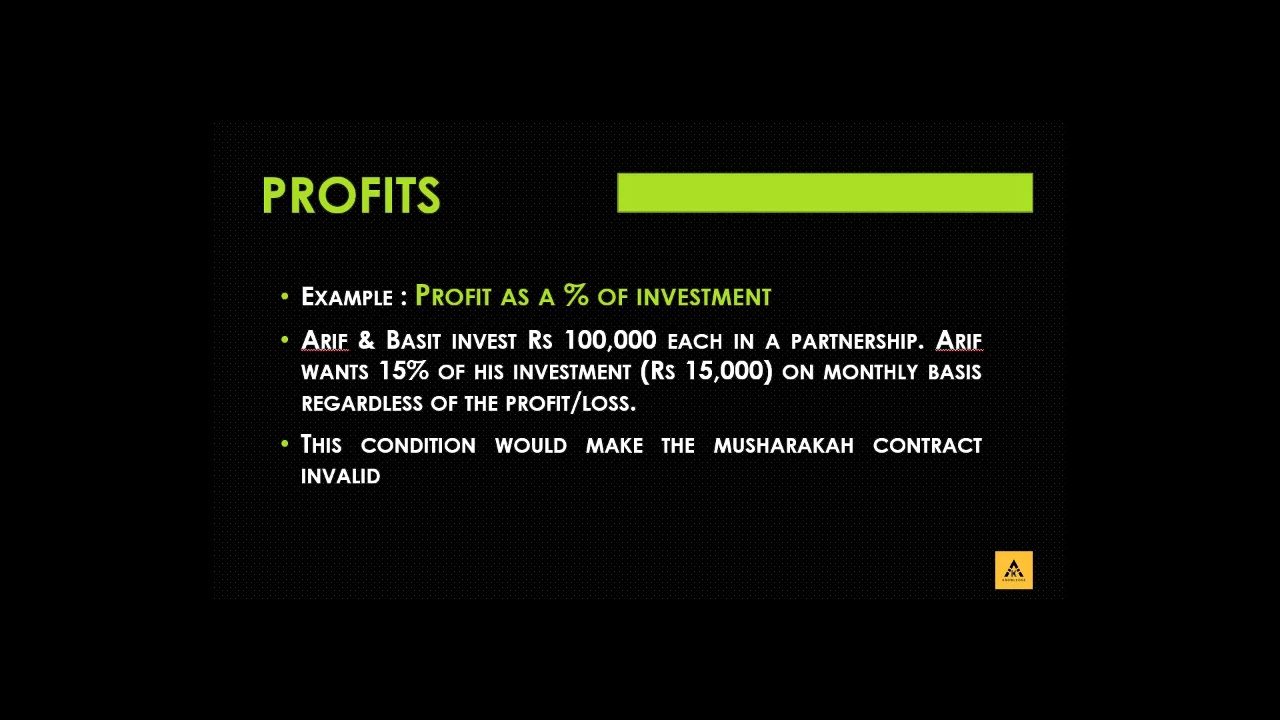 PROFITS
• Example : Profit as a % of investment
• Arif & Basit invest Rs 100,000 each in a partnership. Arif
wants 15% of his investment (Rs 15,000) on monthly basis
regardless of the profit/loss.
• This condition would make the musharakah contract
invalid